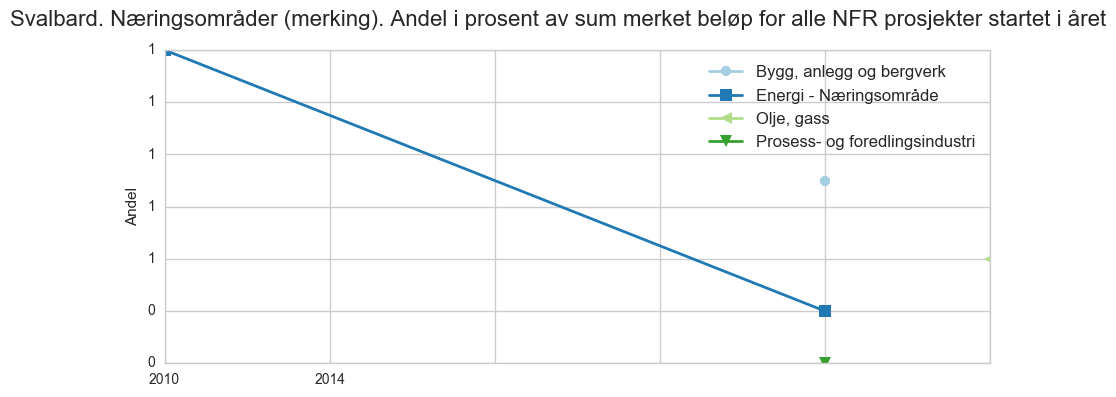 Svalbard. Næringsområder (merking). Andel i prosent av sum merket beløp for alle NFR prosjekter startet i året
1
1
1
1
1
0
0
Andel
2010
2014
Bygg, anlegg og bergverk
Energi - Næringsområde
Olje, gass
Prosess- og foredlingsindustri